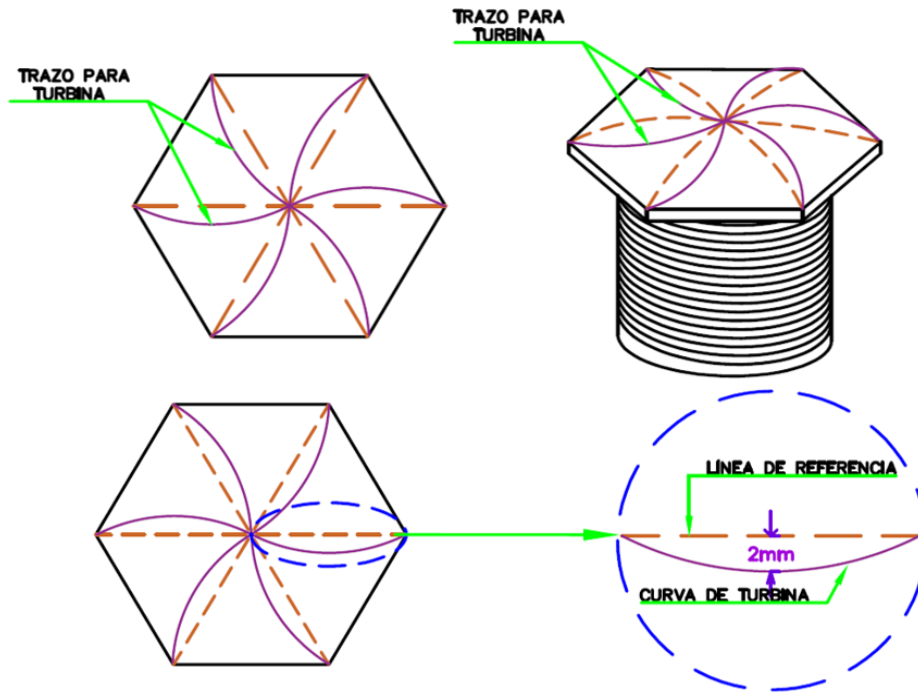 TRAZO PARA
TURBINA
TRAZO PARA
TURBINA
LÍNEA DE REFERENCIA
2mm
CURVA DE TURBINA